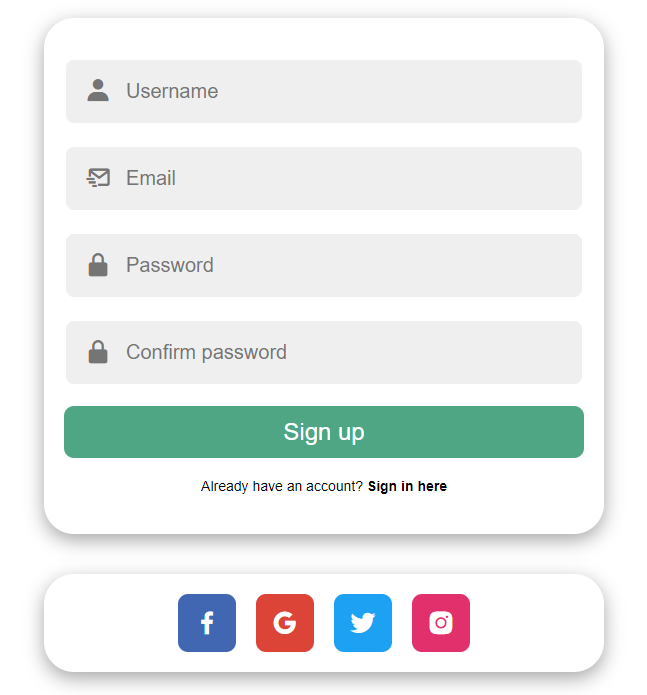 Username
Email
Password
Confirm password
Sign up
Already have an account? Sign in here